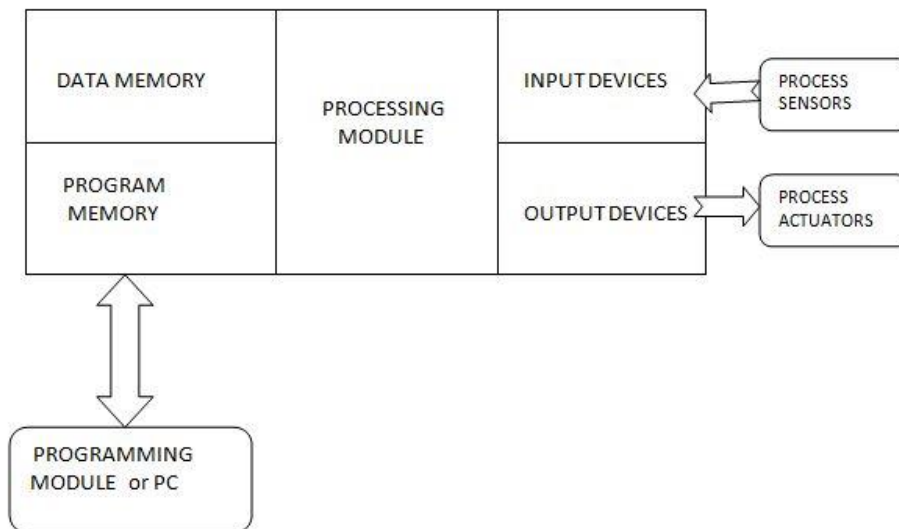 DATA MEMORY
PROGRAM
MEMORY
PROCESSING
MODULE
INPUT DEVICES
OUTPUT DEVICES
PROCESS
SENSORS
PROCESS
ACTUATORS
PROGRAMMING
MODULE or PC